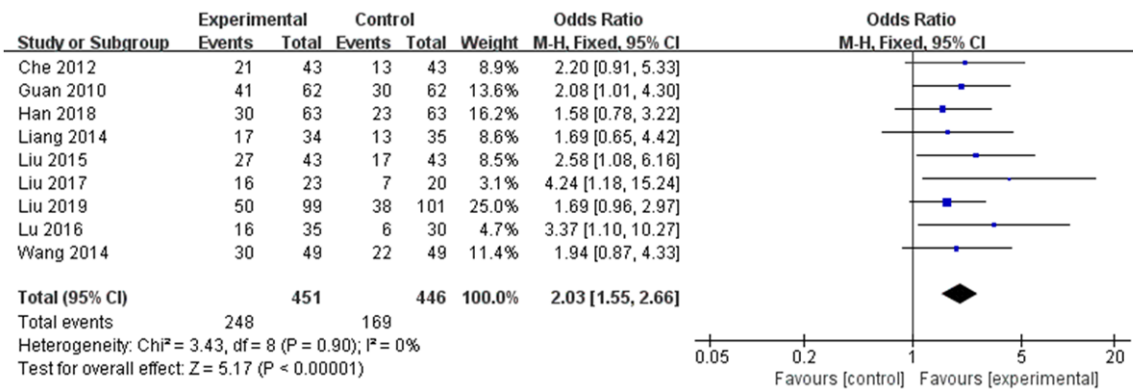 Experimental Control Odds Ratio Odds Ratio
Study or Subgroup Events Total Events Total Weight M-H, Fixed, 95% CI M-H, Fixed, 95% CI
Che 2012 21 43 13 43 8.9% 2.20 [0.91, 5.33]
Guan 2010 41 62 30 62 13.6% 2.08 [1.01, 4.30]
Han 2018 30 63 23 63 16.2% 1.58 [0.78, 3.22]
Liang 2014 17 34 13 35 8.6% 1.69 [0.65, 4.42]
Liu 2015 27 43 17 43 8.5% 2.58 [1.08, 6.16]
Liu 2017 16 23 7 20 3.1% 4.24 [1.18, 15.24]
Liu 2019 50 99 38 101 25.0% 1.69 [0.96, 2.97]
Lu 2016 16 35 6 30 4.7% 3.37 [1.10, 10.27]
Wang 2014 30 49 22 49 11.4% 1.94 [0.87, 4.33]
Total (95% CI) 451 446 100.0% 2.03 [1.55, 2.66]
Total events 248 169
Heterogeneity: Chi² = 3.43, df = 8 (P = 0.90); I² = 0%
Test for overall effect: Z = 5.17 (P < 0.00001)
0.05 0.2 1 5 20
Favours [control] Favours [experimental]